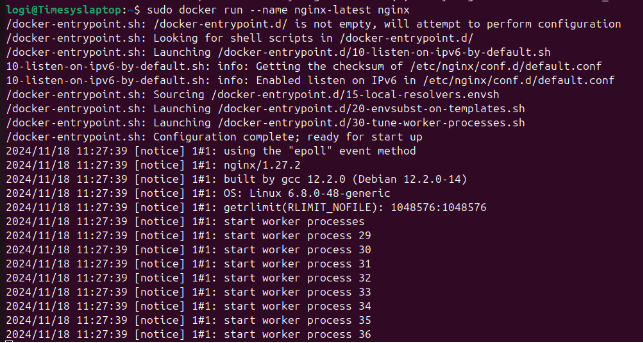 logi@Timesyslaptop:~$ sudo docker run --name nginx-latest nginx
/docker-entrypoint.sh: /docker-entrypoint.d/ is not empty, will attempt to perform configuration
/docker-entrypoint.sh: Looking for shell scripts in /docker-entrypoint.d/
/docker-entrypoint.sh: Launching /docker-entrypoint.d/10-listen-on-ipv6-by-default.sh
10-listen-on-ipv6-by-default.sh: info: Getting the checksum of /etc/nginx/conf.d/default.conf
10-listen-on-ipv6-by-default.sh: info: Enabled listen on IPv6 in /etc/nginx/conf.d/default.conf
/docker-entrypoint.sh: Sourcing /docker-entrypoint.d/15-local-resolvers.envsh
/docker-entrypoint.sh: Launching /docker-entrypoint.d/20-envsubst-on-templates.sh
/docker-entrypoint.sh: Launching /docker-entrypoint.d/30-tune-worker-processes.sh
/docker-entrypoint.sh: Configuration complete; ready for start up
2024/11/18 11:27:39 [notice] 1#1: using the "epoll" event method
2024/11/18 11:27:39 [notice] 1#1: nginx/1.27.2
2024/11/18 11:27:39 [notice] 1#1: built by gcc 12.2.0 (Debian 12.2.0-14)
2024/11/18 11:27:39 [notice] 1#1: OS: Linux 6.8.0-48-generic
2024/11/18 11:27:39 [notice] 1#1: getrlimit(RLIMIT_NOFILE): 1048576:1048576
2024/11/18 11:27:39 [notice] 1#1: start worker processes
2024/11/18 11:27:39 [notice] 1#1: start worker process 29
2024/11/18 11:27:39 [notice] 1#1: start worker process 30
2024/11/18 11:27:39 [notice] 1#1: start worker process 31
2024/11/18 11:27:39 [notice] 1#1: start worker process 32
2024/11/18 11:27:39 [notice] 1#1: start worker process 33
2024/11/18 11:27:39 [notice] 1#1: start worker process 34
2024/11/18 11:27:39 [notice] 1#1: start worker process 35
2024/11/18 11:27:39 [notice] 1#1: start worker process 36